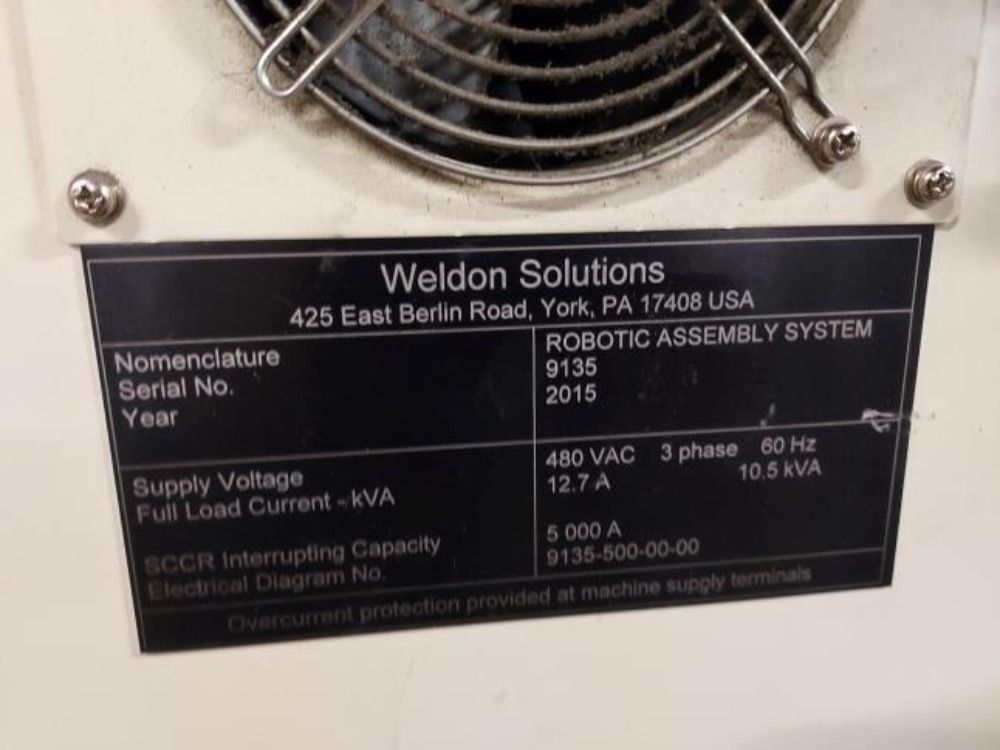 Weldon Solutions
425 East Berlin Road, York, PA 17408 USA
Nomenclature ROBOTIC ASSEMBLY SYSTEM
Serial No. 9135
Year 2015
Supply Voltage 480 VAC 3 phase 60 Hz
Full Load Current - kVA 12.7 A 10.5 kVA
SCCR Interrupting Capacity 5 000 A
Electrical Diagram No. 9135-500-00-00
Overcurrent protection provided at machine supply terminals